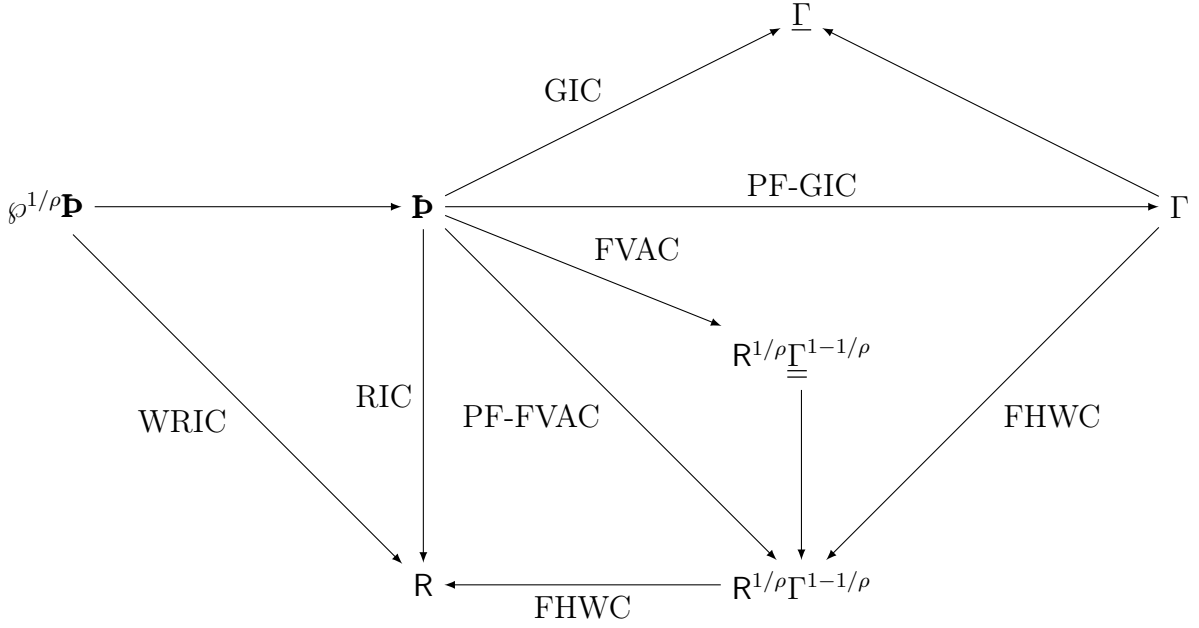 Γ̲
GIC
℘^{1/ρ}Þ
Þ
PF-GIC
Γ
FVAC
R^{1/ρ}Γ̳^{1−1/ρ}
WRIC
RIC
PF-FVAC
FHWC
R
FHWC
R^{1/ρ}Γ^{1−1/ρ}